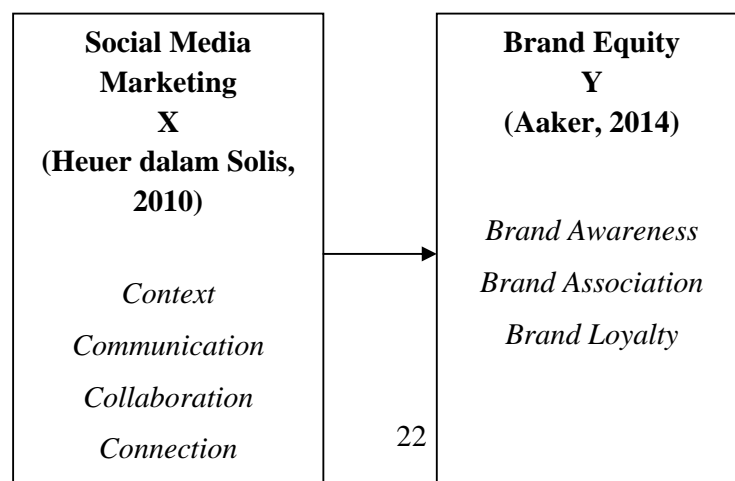 Social Media
Marketing
X
(Heuer dalam Solis,
2010)
Context
Communication
Collaboration
Connection
Brand Equity
Y
(Aaker, 2014)
Brand Awareness
Brand Association
Brand Loyalty
22